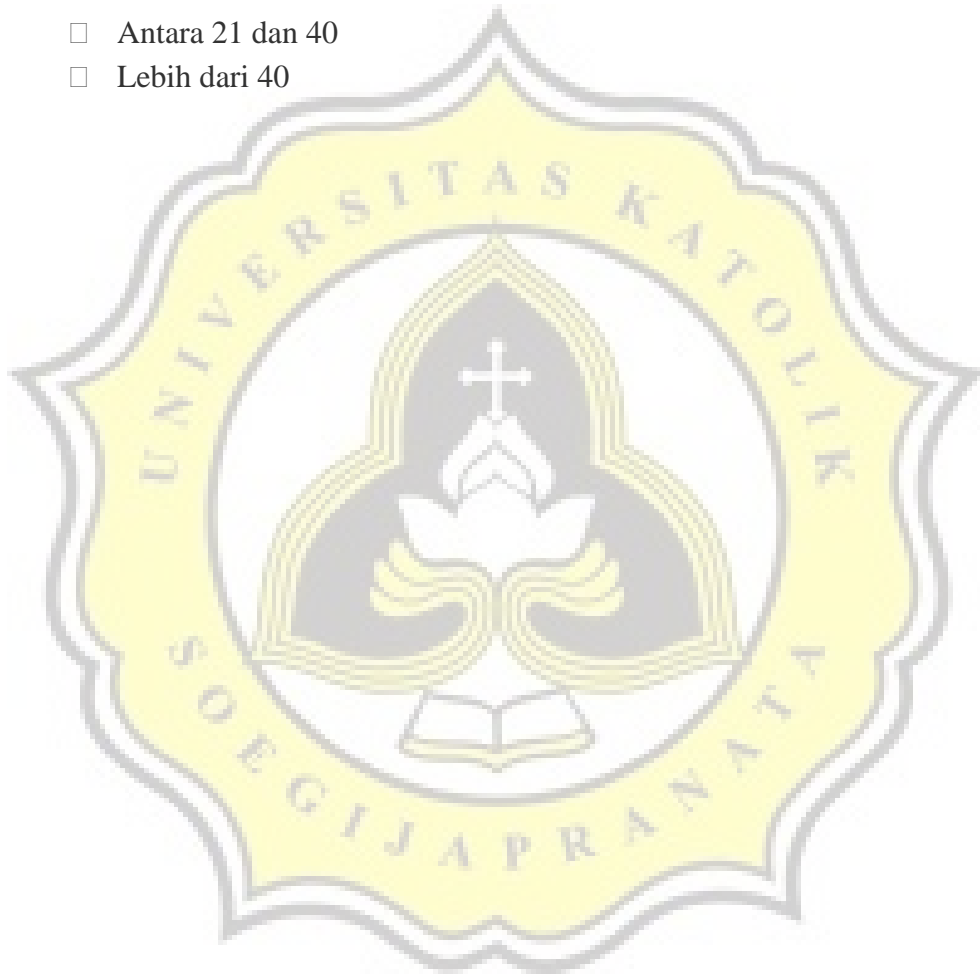 ☐ Antara 21 dan 40
☐ Lebih dari 40
UNIVERSITAS KATOLIK
SOEGIJAPRANATA